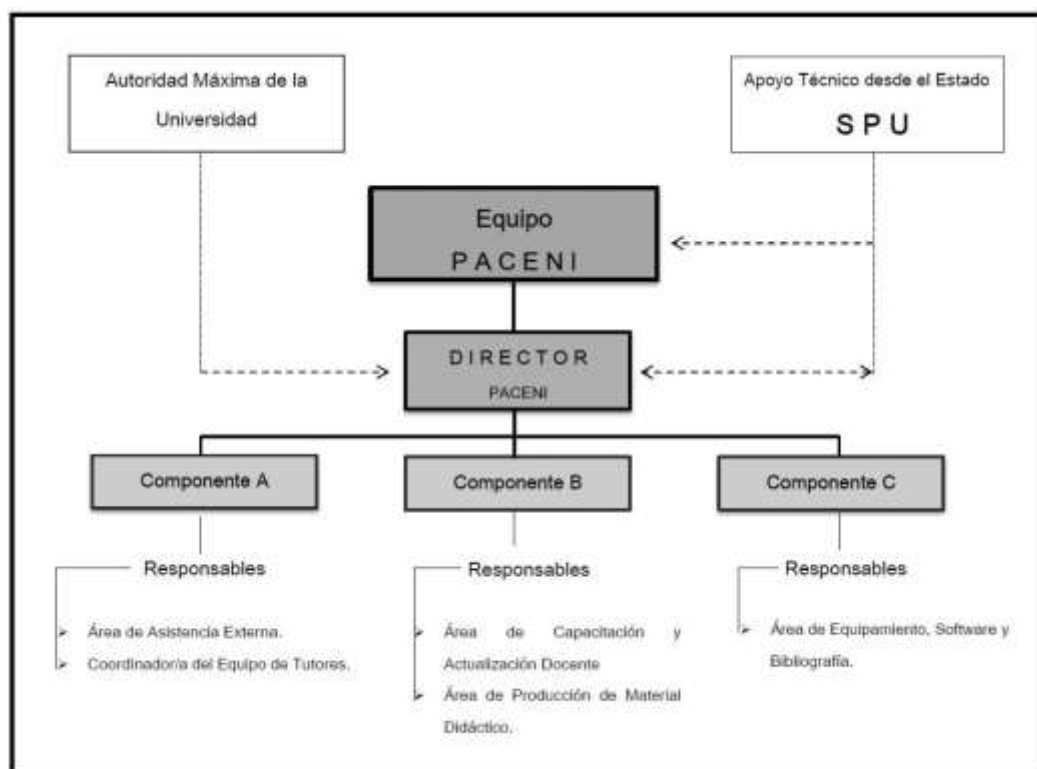 Autoridad Máxima de la
Universidad
Apoyo Técnico desde el Estado
S P U
Equipo
P A C E N I
D I R E C T O R
PACENI
Componente A
Componente B
Componente C
Responsables
Área de Asistencia Externa.
Coordinador/a del Equipo de Tutores.
Responsables
Área de Capacitación y
Actualización Docente
Área de Producción de Material
Didáctico.
Responsables
Área de Equipamiento, Software y
Bibliografía.